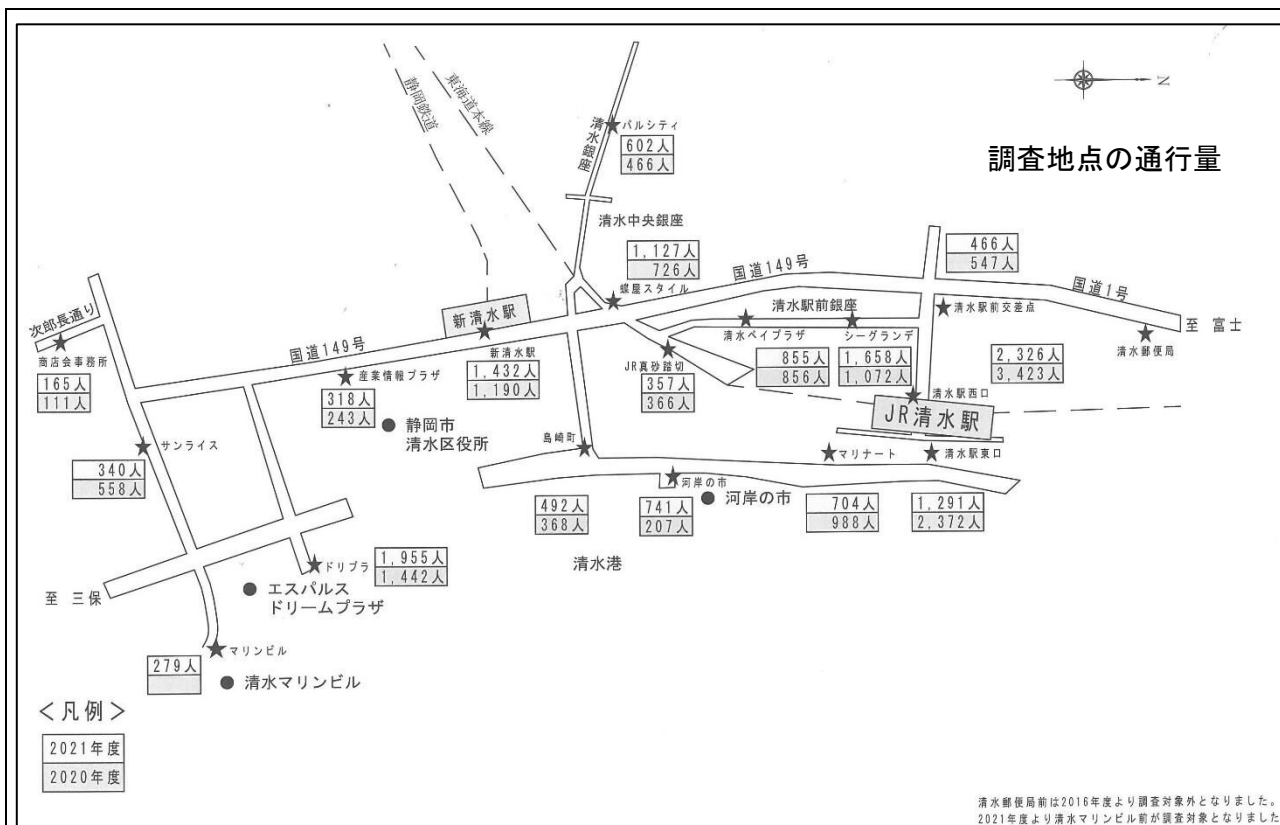 N
調査地点の通行量
静岡鉄道
東海道本線
清水銀座
パルシティ
602人
466人
清水中央銀座
1,127人
726人
蝶屋スタイル
国道149号
466人
547人
国道1号
清水駅前銀座
清水駅前交差点
至 富士
清水郵便局
次郎長通り
商店会事務所
165人
111人
国道149号
新清水駅
新清水駅
1,432人
1,190人
産業情報プラザ
318人
243人
静岡市
清水区役所
JR真砂踏切
357人
366人
清水ベイプラザ
855人
856人
シーグランデ
1,658人
1,072人
2,326人
3,423人
清水駅西口
JR清水駅
サンライス
340人
558人
島崎町
492人
368人
河岸の市
741人
207人
河岸の市
マリナート
704人
988人
清水駅東口
1,291人
2,372人
清水港
ドリプラ
1,955人
1,442人
エスパルス
ドリームプラザ
至 三保
マリンビル
279人
清水マリンビル
<凡例>
2021年度
2020年度
清水郵便局前は2016年度より調査対象外となりました。
2021年度より清水マリンビル前が調査対象となりました